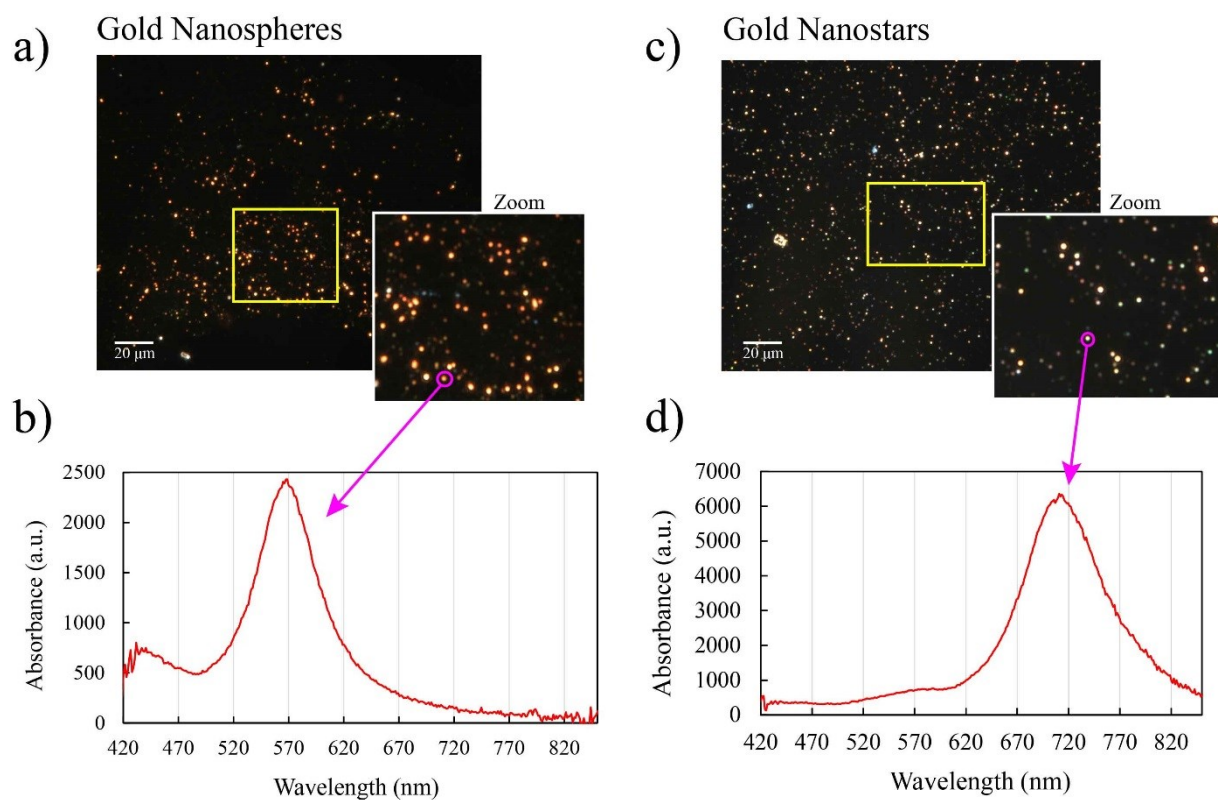 Gold Nanospheres
a)
Zoom
20 μm
b)
2500
2000
1500
1000
500
0
Absorbance (a.u.)
420 470 520 570 620 670 720 770 820
Wavelength (nm)
Gold Nanostars
c)
Zoom
20 μm
d)
7000
6000
5000
4000
3000
2000
1000
0
Absorbance (a.u.)
420 470 520 570 620 670 720 770 820
Wavelength (nm)